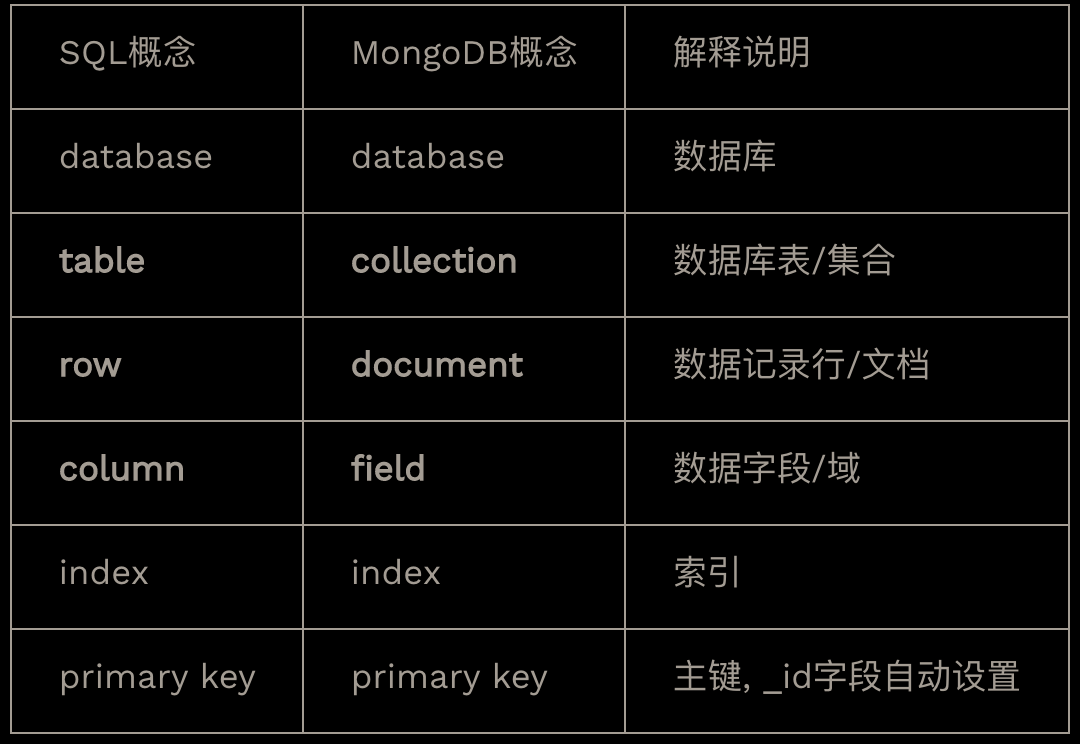 SQL概念 MongoDB概念 解释说明
database database 数据库
table collection 数据库表/集合
row document 数据记录行/文档
column field 数据字段/域
index index 索引
primary key primary key 主键, _id字段自动设置